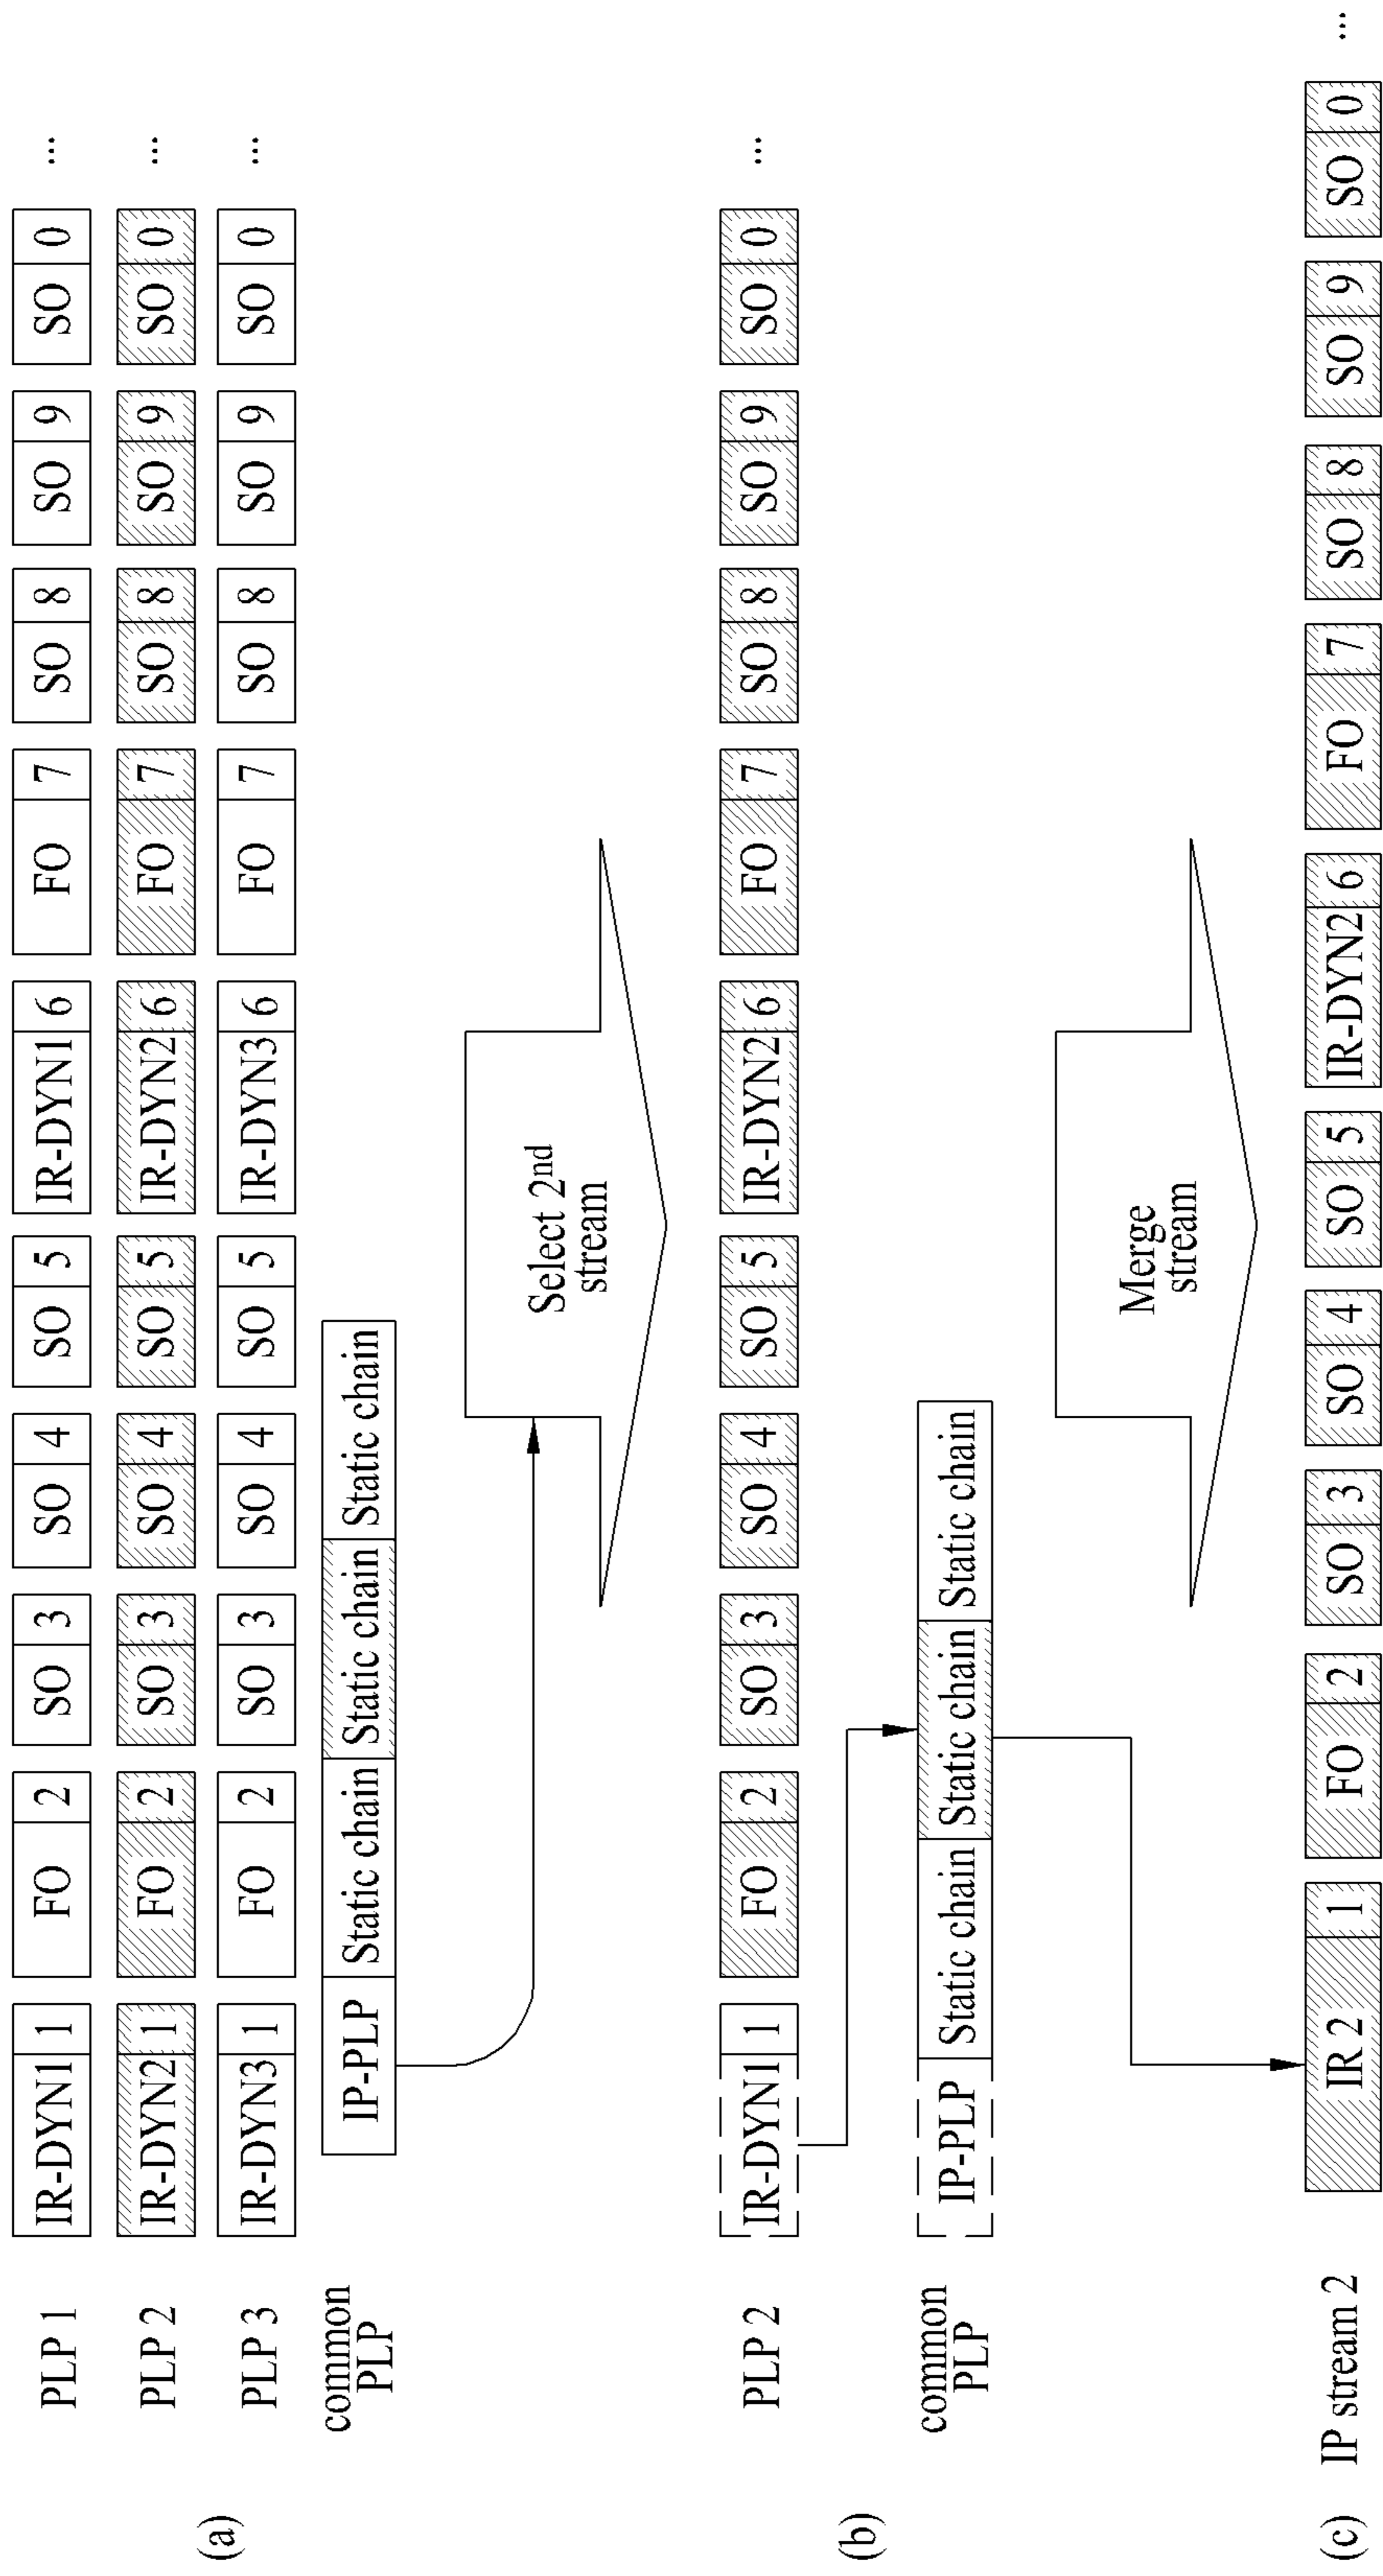 (a)
PLP 1 IR-DYN1 1 FO 2 SO 3 SO 4 SO 5 IR-DYN1 6 FO 7 SO 8 SO 9 SO 0 ...
PLP 2 IR-DYN2 1 FO 2 SO 3 SO 4 SO 5 IR-DYN2 6 FO 7 SO 8 SO 9 SO 0 ...
PLP 3 IR-DYN3 1 FO 2 SO 3 SO 4 SO 5 IR-DYN3 6 FO 7 SO 8 SO 9 SO 0 ...
common
PLP
IP-PLP Static chain Static chain Static chain
Select 2nd
stream
(b)
PLP 2 IR-DYN1 1 FO 2 SO 3 SO 4 SO 5 IR-DYN2 6 FO 7 SO 8 SO 9 SO 0 ...
common
PLP
IP-PLP Static chain Static chain Static chain
Merge
stream
(c) IP stream 2 IR 2 1 FO 2 SO 3 SO 4 SO 5 IR-DYN2 6 FO 7 SO 8 SO 9 SO 0 ...